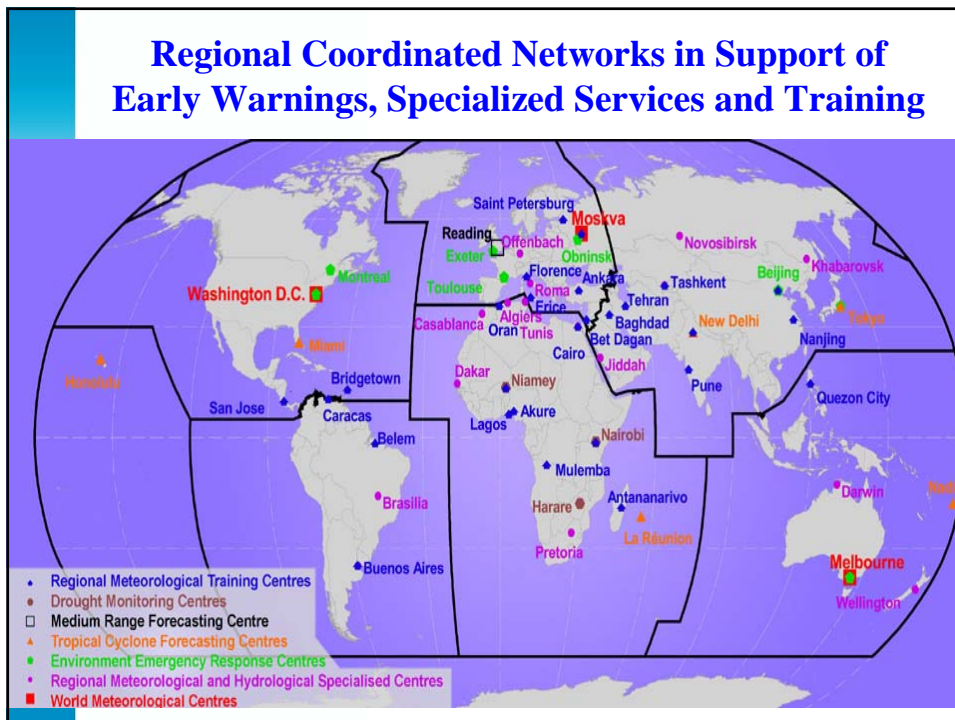 Regional Coordinated Networks in Support of
Early Warnings, Specialized Services and Training
Saint Petersburg
Moskva
Reading
Offenbach
Novosibirsk
Exeter
Obninsk
Khabarovsk
Montreal
Toulouse
Florence
Ankara
Beijing
Tashkent
Washington D.C.
Roma
Erice
Tehran
Algiers
Casablanca
Oran
Tunis
Baghdad
New Delhi
Tokyo
Miami
Bet Dagan
Nanjing
Cairo
Honolulu
Jiddah
Bridgetown
Dakar
Niamey
Pune
Quezon City
San Jose
Caracas
Akure
Lagos
Belem
Nairobi
Mulemba
Brasilia
Harare
Antananarivo
Darwin
Nadi
La Réunion
Pretoria
Buenos Aires
Melbourne
Wellington
Regional Meteorological Training Centres
Drought Monitoring Centres
Medium Range Forecasting Centre
Tropical Cyclone Forecasting Centres
Environment Emergency Response Centres
Regional Meteorological and Hydrological Specialised Centres
World Meteorological Centres